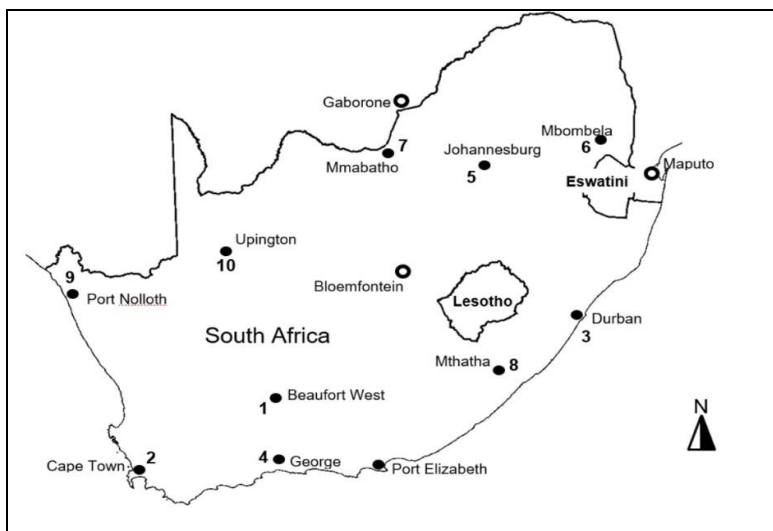 Gaborone
7
Mmabatho
Johannesburg
5
Mbombela
6
Maputo
Eswatini
Upington
10
9
Port Nolloth
Bloemfontein
Lesotho
South Africa
Durban
3
Mthatha
8
1
Beaufort West
N
Cape Town
2
4
George
Port Elizabeth